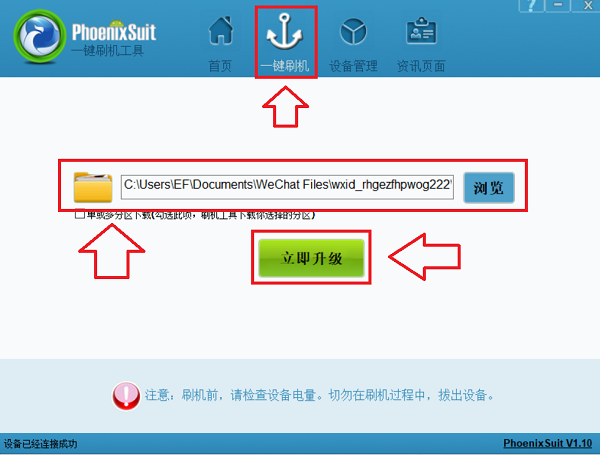 PhoenixSuit
一键刷机工具
首页
一键刷机
设备管理
资讯页面
C:\Users\EF\Documents\WeChat Files\wxid_rhgezfhpwog222\
浏览
单或多分区下载(勾选此项，刷机工具下载你选择的分区)
立即升级
注意：刷机前，请检查设备电量。切勿在刷机过程中，拔出设备。
设备已经连接成功
PhoenixSuit V1.10